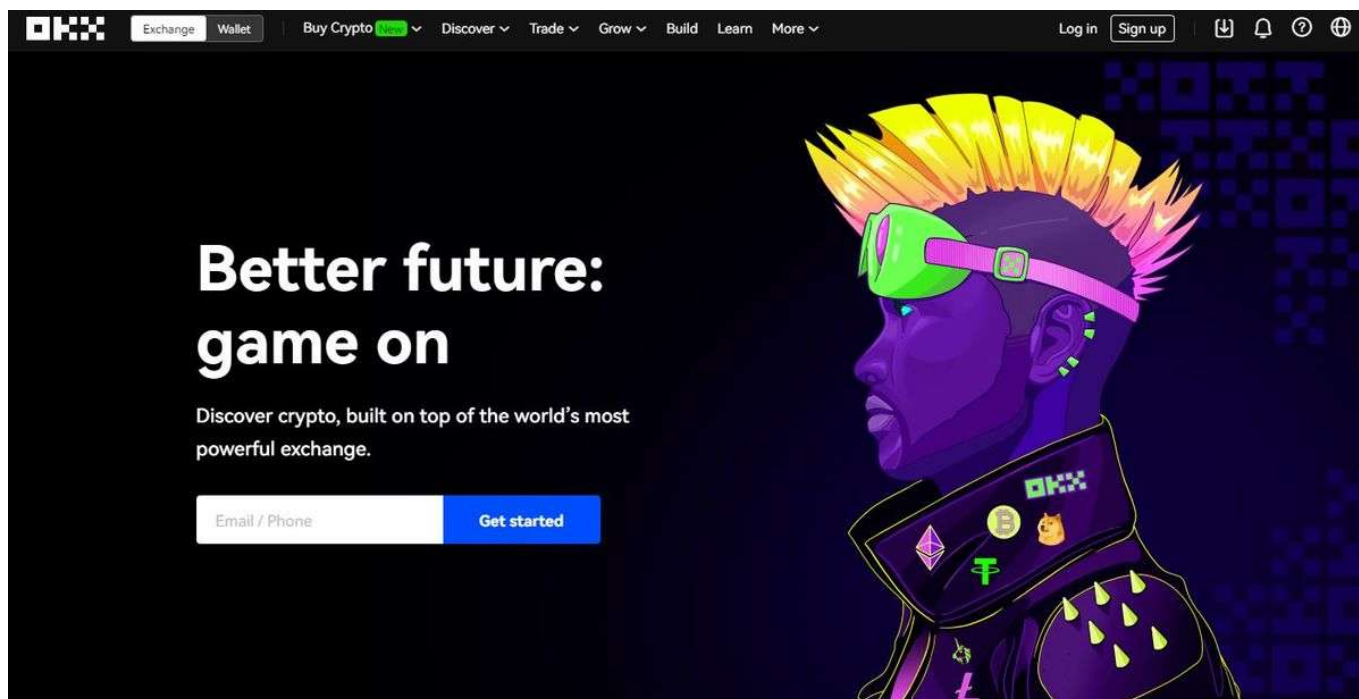 OKX
Exchange Wallet Buy Crypto New Discover Trade Grow Build Learn More Log in Sign up
Better future:
game on
Discover crypto, built on top of the world’s most
powerful exchange.
Email / Phone Get started
OKX